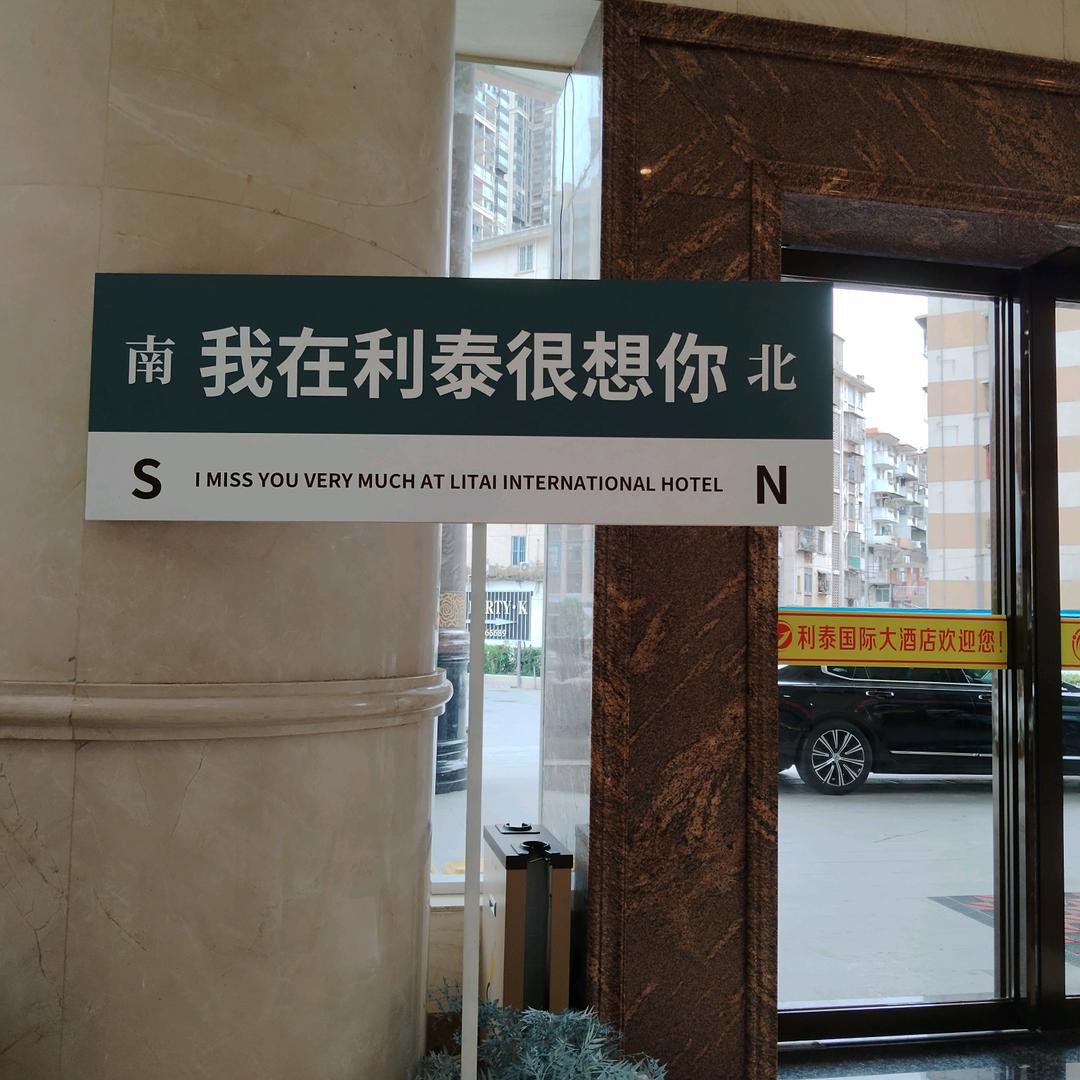 南 我在利泰很想你 北
S I MISS YOU VERY MUCH AT LITAI INTERNATIONAL HOTEL N
利泰国际大酒店欢迎您!